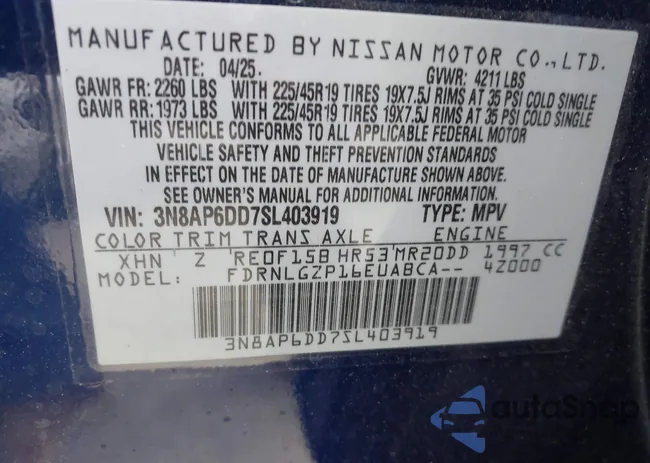 MANUFACTURED BY NISSAN MOTOR CO.,LTD.
DATE: 04/25. GVWR: 4211 LBS
GAWR FR: 2260 LBS WITH 225/45R19 TIRES 19X7.5J RIMS AT 35 PSI COLD SINGLE
GAWR RR: 1973 LBS WITH 225/45R19 TIRES 19X7.5J RIMS AT 35 PSI COLD SINGLE
THIS VEHICLE CONFORMS TO ALL APPLICABLE FEDERAL MOTOR
VEHICLE SAFETY AND THEFT PREVENTION STANDARDS
IN EFFECT ON THE DATE OF MANUFACTURE SHOWN ABOVE.
SEE OWNER'S MANUAL FOR ADDITIONAL INFORMATION.
VIN: 3N8AP6DD7SL403919 TYPE: MPV
COLOR TRIM TRANS AXLE ENGINE
XHN Z RE0F15B HR53 MR20DD 1997 CC
MODEL: FDRNLGZP16EUABCA-- 4Z000
3N8AP6DD7SL403919
autoSnap